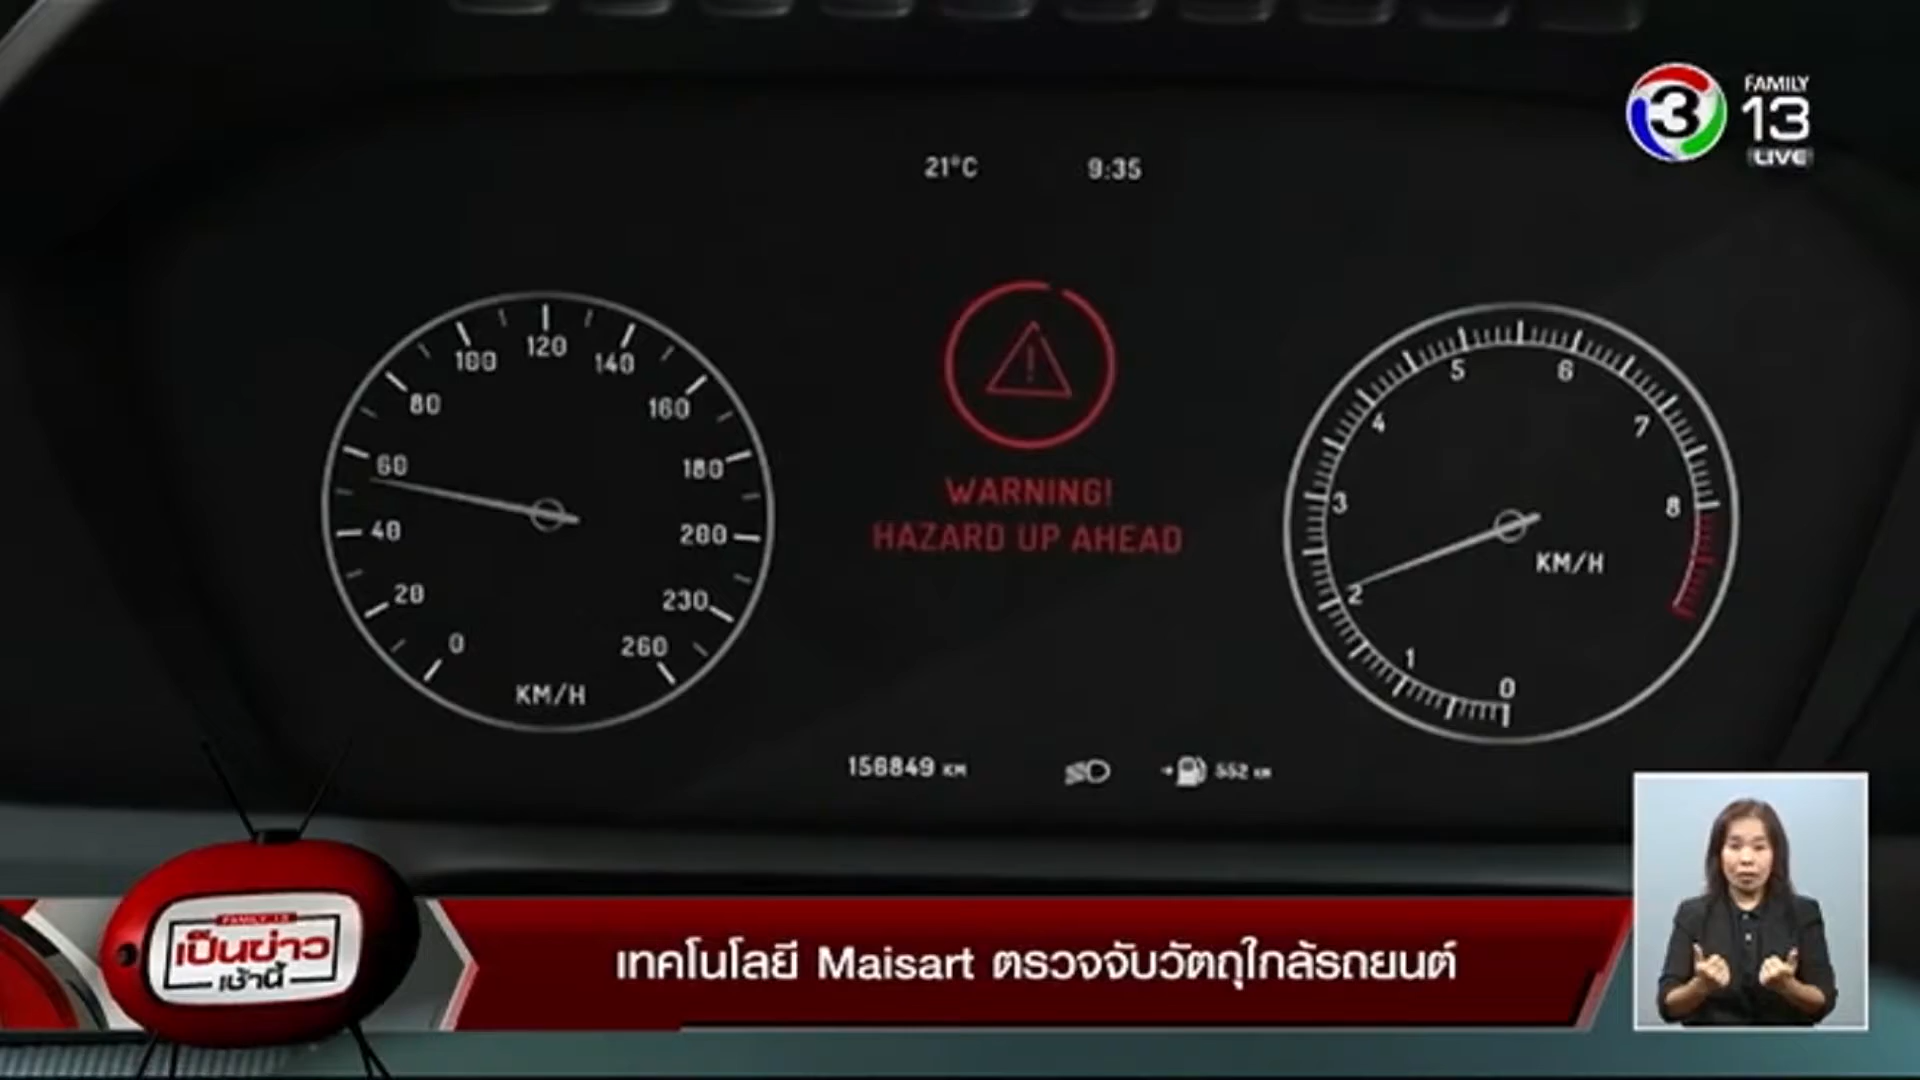 FAMILY
3 13
LIVE
21°C 9:35
100 120 140
80 160
60 180
40 200
20 230
0 260
KM/H
WARNING!
HAZARD UP AHEAD
5 6
4 7
3 8
KM/H
2
1
0
156849 KM
552 KM
FAMILY 13
เป็นข่าว
เช้านี้
เทคโนโลยี Maisart ตรวจจับวัตถุใกล้รถยนต์